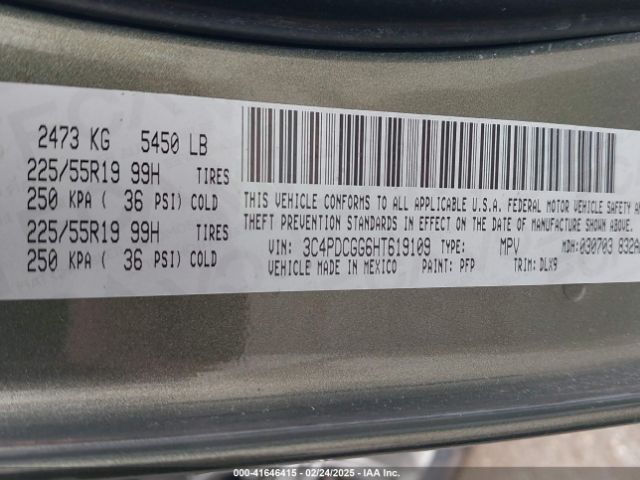 2473 KG 5450 LB
225/55R19 99H TIRES
250 KPA ( 36 PSI) COLD
225/55R19 99H TIRES
250 KPA ( 36 PSI) COLD
THIS VEHICLE CONFORMS TO ALL APPLICABLE U.S.A. FEDERAL MOTOR VEHICLE SAFETY
THEFT PREVENTION STANDARDS IN EFFECT ON THE DATE OF MANUFACTURE SHOWN ABOVE.
VIN: 3C4PDCGG6HT619109 TYPE: MPV MDH: 030703 832A
VEHICLE MADE IN MEXICO PAINT: PFP TRIM: DLX9
000-41646415 - 02/24/2025 - IAA Inc.